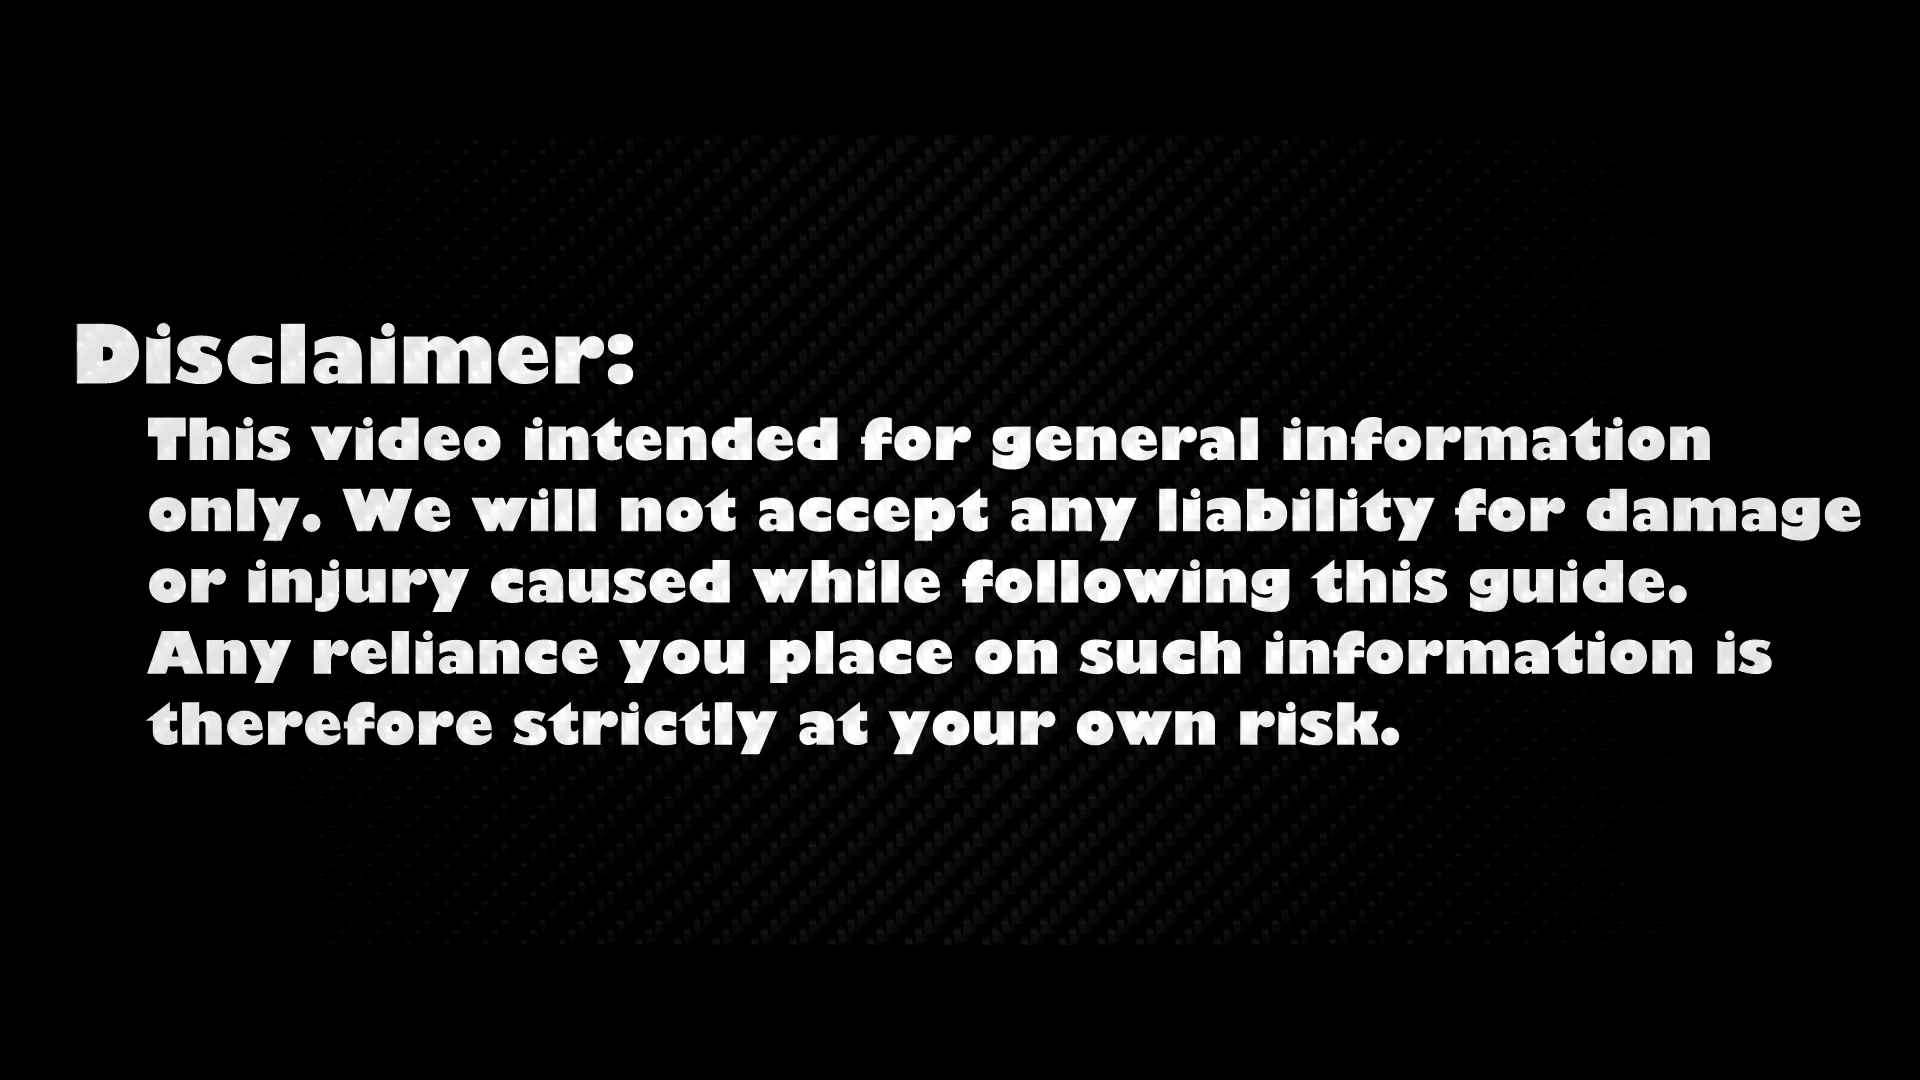 Disclaimer:
This video intended for general information
only. We will not accept any liability for damage
or injury caused while following this guide.
Any reliance you place on such information is
therefore strictly at your own risk.